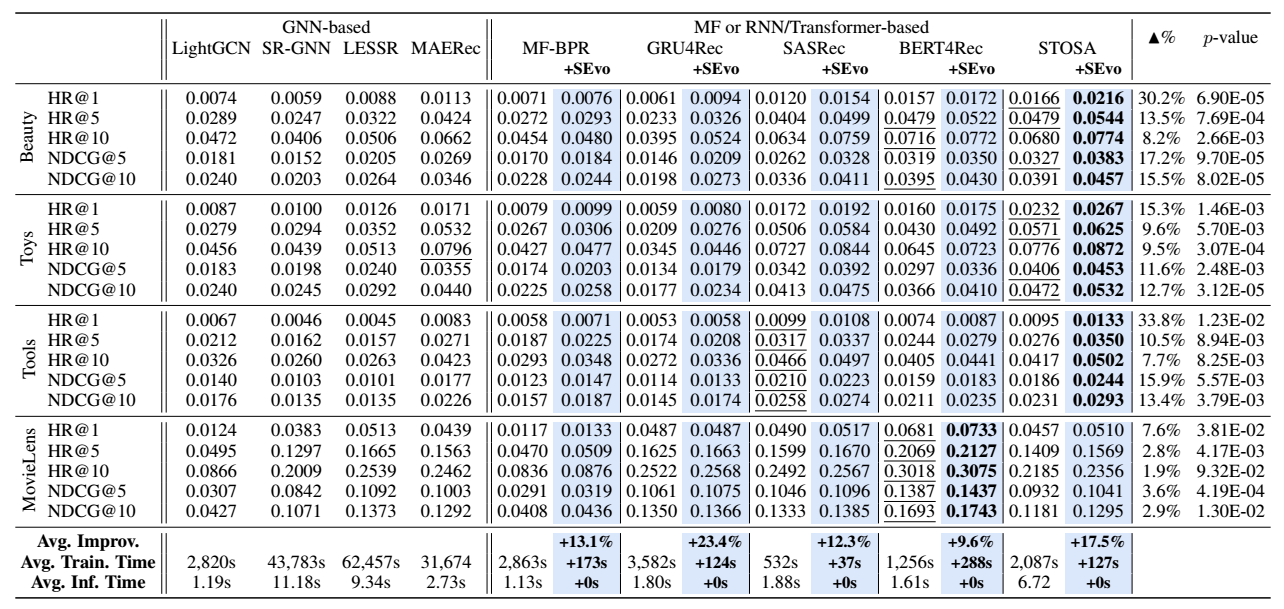 GNN-based MF or RNN/Transformer-based ▲% p-value
LightGCN SR-GNN LESSR MAERec MF-BPR GRU4Rec SASRec BERT4Rec STOSA
+SEvo +SEvo +SEvo +SEvo +SEvo
Beauty
HR@1 0.0074 0.0059 0.0088 0.0113 0.0071 0.0076 0.0061 0.0094 0.0120 0.0154 0.0157 0.0172 0.0166 0.0216 30.2% 6.90E-05
HR@5 0.0289 0.0247 0.0322 0.0424 0.0272 0.0293 0.0233 0.0326 0.0404 0.0499 0.0479 0.0522 0.0479 0.0544 13.5% 7.69E-04
HR@10 0.0472 0.0406 0.0506 0.0662 0.0454 0.0480 0.0395 0.0524 0.0634 0.0759 0.0716 0.0772 0.0680 0.0774 8.2% 2.66E-03
NDCG@5 0.0181 0.0152 0.0205 0.0269 0.0170 0.0184 0.0146 0.0209 0.0262 0.0328 0.0319 0.0350 0.0327 0.0383 17.2% 9.70E-05
NDCG@10 0.0240 0.0203 0.0264 0.0346 0.0228 0.0244 0.0198 0.0273 0.0336 0.0411 0.0395 0.0430 0.0391 0.0457 15.5% 8.02E-05
Toys
HR@1 0.0087 0.0100 0.0126 0.0171 0.0079 0.0099 0.0059 0.0080 0.0172 0.0192 0.0160 0.0175 0.0232 0.0267 15.3% 1.46E-03
HR@5 0.0279 0.0294 0.0352 0.0532 0.0267 0.0306 0.0209 0.0276 0.0506 0.0584 0.0430 0.0492 0.0571 0.0625 9.6% 5.70E-03
HR@10 0.0456 0.0439 0.0513 0.0796 0.0427 0.0477 0.0345 0.0446 0.0727 0.0844 0.0645 0.0723 0.0776 0.0872 9.5% 3.07E-04
NDCG@5 0.0183 0.0198 0.0240 0.0355 0.0174 0.0203 0.0134 0.0179 0.0342 0.0392 0.0297 0.0336 0.0406 0.0453 11.6% 2.48E-03
NDCG@10 0.0240 0.0245 0.0292 0.0440 0.0225 0.0258 0.0177 0.0234 0.0413 0.0475 0.0366 0.0410 0.0472 0.0532 12.7% 3.12E-05
Tools
HR@1 0.0067 0.0046 0.0045 0.0083 0.0058 0.0071 0.0053 0.0058 0.0099 0.0108 0.0074 0.0087 0.0095 0.0133 33.8% 1.23E-02
HR@5 0.0212 0.0162 0.0157 0.0271 0.0187 0.0225 0.0174 0.0208 0.0317 0.0337 0.0244 0.0279 0.0276 0.0350 10.5% 8.94E-03
HR@10 0.0326 0.0260 0.0263 0.0423 0.0293 0.0348 0.0272 0.0336 0.0466 0.0497 0.0405 0.0441 0.0417 0.0502 7.7% 8.25E-03
NDCG@5 0.0140 0.0103 0.0101 0.0177 0.0123 0.0147 0.0114 0.0133 0.0210 0.0223 0.0159 0.0183 0.0186 0.0244 15.9% 5.57E-03
NDCG@10 0.0176 0.0135 0.0135 0.0226 0.0157 0.0187 0.0145 0.0174 0.0258 0.0274 0.0211 0.0235 0.0231 0.0293 13.4% 3.79E-03
MovieLens
HR@1 0.0124 0.0383 0.0513 0.0439 0.0117 0.0133 0.0487 0.0487 0.0490 0.0517 0.0681 0.0733 0.0457 0.0510 7.6% 3.81E-02
HR@5 0.0495 0.1297 0.1665 0.1563 0.0470 0.0509 0.1625 0.1663 0.1599 0.1670 0.2069 0.2127 0.1409 0.1569 2.8% 4.17E-03
HR@10 0.0866 0.2009 0.2539 0.2462 0.0836 0.0876 0.2522 0.2568 0.2492 0.2567 0.3018 0.3075 0.2185 0.2356 1.9% 9.32E-02
NDCG@5 0.0307 0.0842 0.1092 0.1003 0.0291 0.0319 0.1061 0.1075 0.1046 0.1096 0.1387 0.1437 0.0932 0.1041 3.6% 4.19E-04
NDCG@10 0.0427 0.1071 0.1373 0.1292 0.0408 0.0436 0.1350 0.1366 0.1333 0.1385 0.1693 0.1743 0.1181 0.1295 2.9% 1.30E-02
Avg. Improv. +13.1% +23.4% +12.3% +9.6% +17.5%
Avg. Train. Time 2,820s 43,783s 62,457s 31,674 2,863s +173s 3,582s +124s 532s +37s 1,256s +288s 2,087s +127s
Avg. Inf. Time 1.19s 11.18s 9.34s 2.73s 1.13s +0s 1.80s +0s 1.88s +0s 1.61s +0s 6.72 +0s